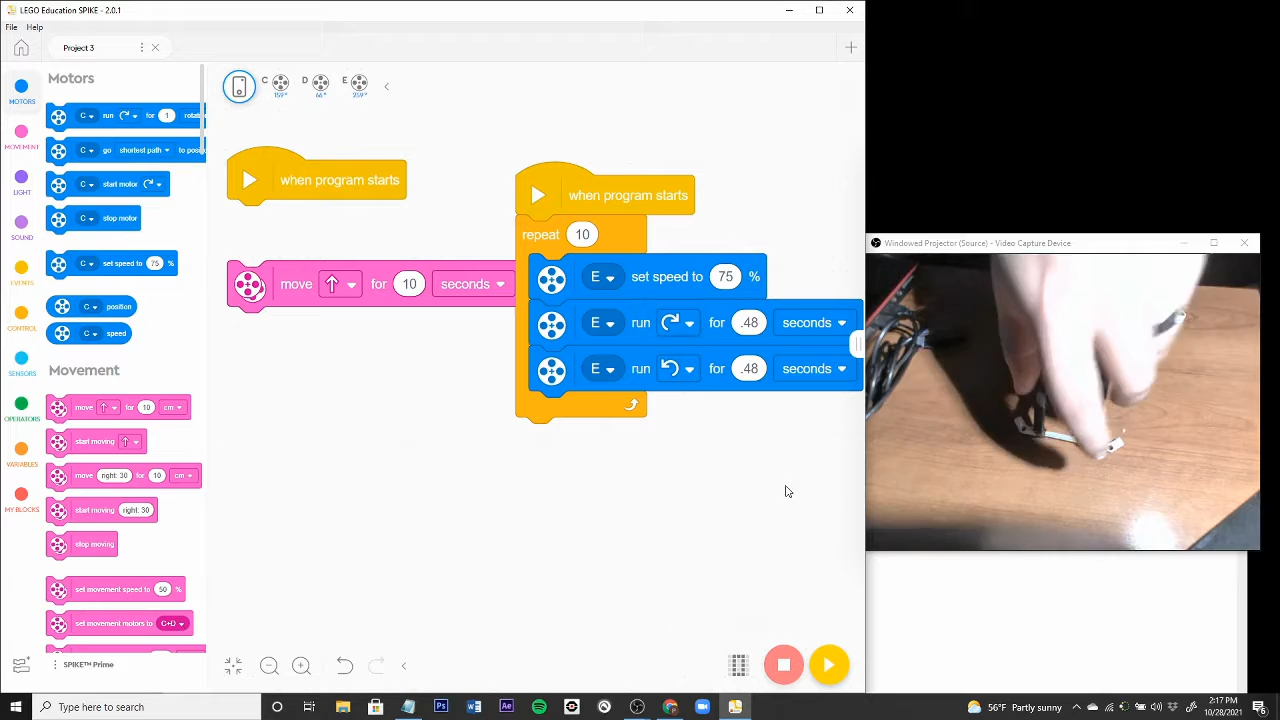 LEGO Education SPIKE - 2.0.1
File Help
Project 3
MOTORS
MOVEMENT
LIGHT
SOUND
EVENTS
CONTROL
SENSORS
OPERATORS
VARIABLES
MY BLOCKS
Motors
C run for 1
C go shortest path
C start motor
C stop motor
C set speed to 75 %
C position
C speed
Movement
move for 10 cm
start moving
move right: 30 for 10 cm
start moving right: 30
stop moving
set movement speed to 50 %
set movement motors to C+D
SPIKE™ Prime
C D E
159° 66° 259°
when program starts
move for 10 seconds
when program starts
repeat 10
E set speed to 75 %
E run for .48 seconds
E run for .48 seconds
Windowed Projector (Source) - Video Capture Device
Type here to search
56°F Partly sunny
2:17 PM
10/28/2021